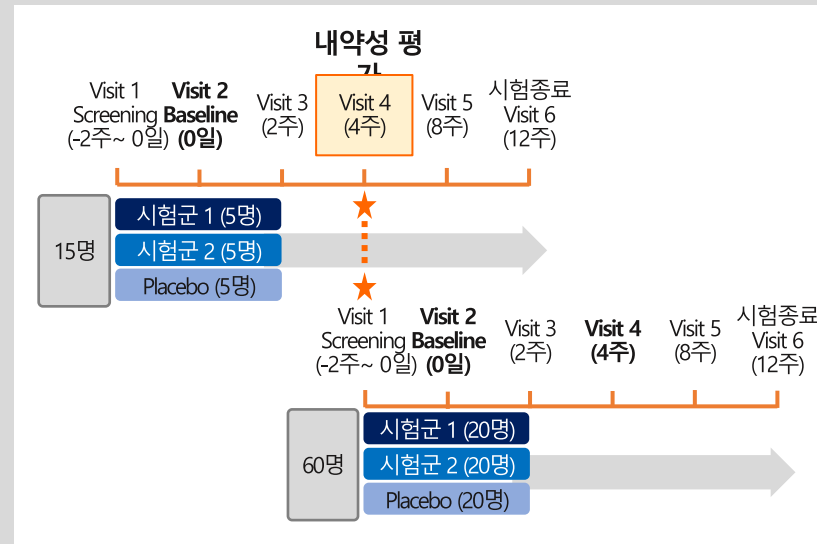 내약성 평
가
Visit 1
Screening
(-2주~ 0일)
Visit 2
Baseline
(0일)
Visit 3
(2주)
Visit 4
(4주)
Visit 5
(8주)
시험종료
Visit 6
(12주)
15명
시험군 1 (5명)
시험군 2 (5명)
Placebo (5명)
Visit 1
Screening
(-2주~ 0일)
Visit 2
Baseline
(0일)
Visit 3
(2주)
Visit 4
(4주)
Visit 5
(8주)
시험종료
Visit 6
(12주)
60명
시험군 1 (20명)
시험군 2 (20명)
Placebo (20명)